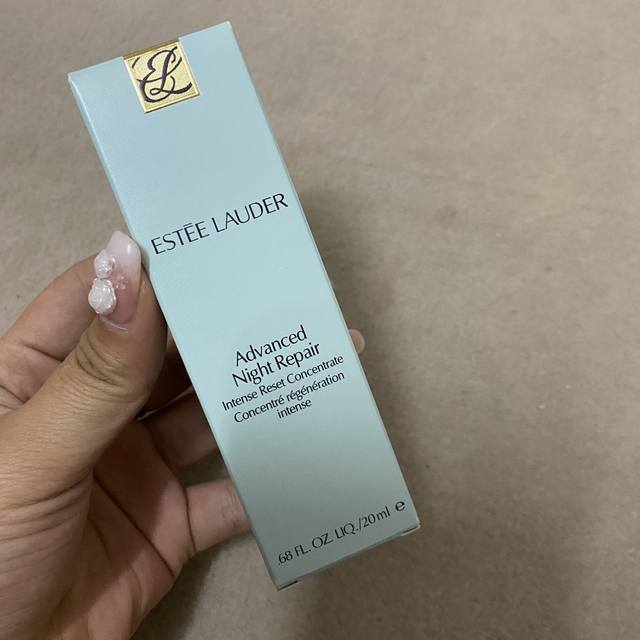 EL
ESTĒE LAUDER
Advanced
Night Repair
Intense Reset Concentrate
Concentré régénération
intense
.68 FL. OZ. LIQ./20ml ℮